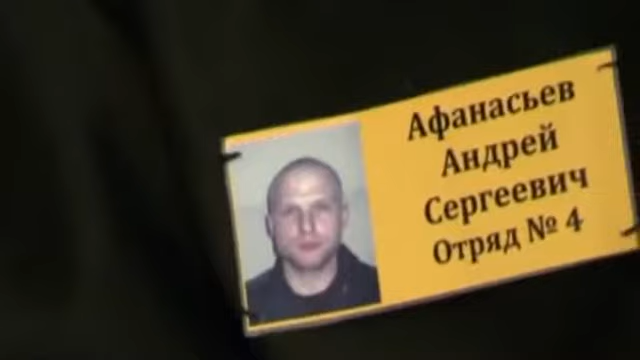 Афанасьев
Андрей
Сергеевич
Отряд № 4